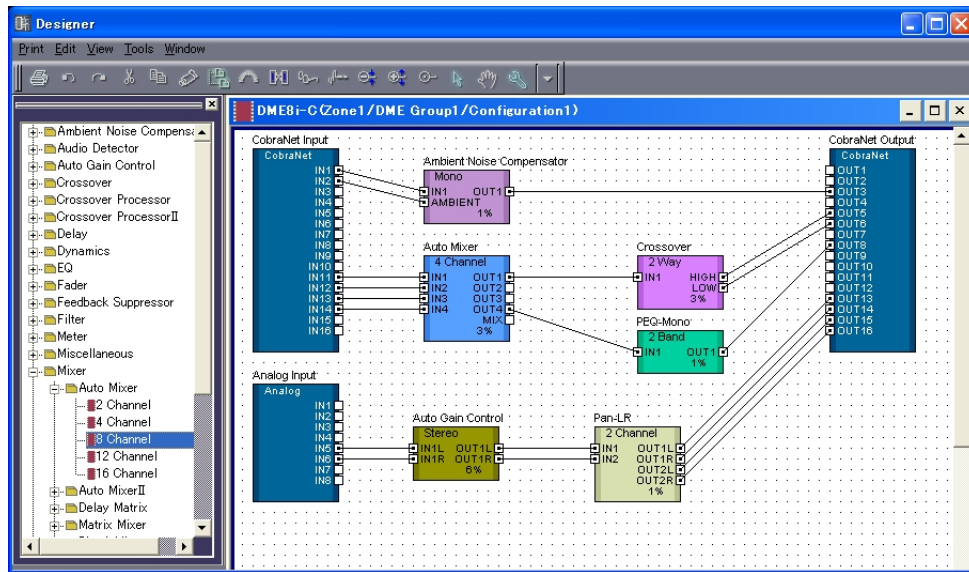 Designer
Print Edit View Tools Window
Ambient Noise Compensa
Audio Detector
Auto Gain Control
Crossover
Crossover Processor
Crossover ProcessorⅡ
Delay
Dynamics
EQ
Fader
Feedback Suppressor
Filter
Meter
Miscellaneous
Mixer
Auto Mixer
2 Channel
4 Channel
8 Channel
12 Channel
16 Channel
Auto MixerⅡ
Delay Matrix
Matrix Mixer
DME8i-C(Zone1/DME Group1/Configuration1)
CobraNet Input
CobraNet
IN1
IN2
IN3
IN4
IN5
IN6
IN7
IN8
IN9
IN10
IN11
IN12
IN13
IN14
IN15
IN16
Ambient Noise Compensator
Mono
IN1 OUT1
AMBIENT
1%
Auto Mixer
4 Channel
IN1 OUT1
IN2 OUT2
IN3 OUT3
IN4 OUT4
MIX
3%
Crossover
2 Way
IN1 HIGH
LOW
3%
PEQ-Mono
2 Band
IN1 OUT1
1%
CobraNet Output
CobraNet
OUT1
OUT2
OUT3
OUT4
OUT5
OUT6
OUT7
OUT8
OUT9
OUT10
OUT11
OUT12
OUT13
OUT14
OUT15
OUT16
Analog Input
Analog
IN1
IN2
IN3
IN4
IN5
IN6
IN7
IN8
Auto Gain Control
Stereo
IN1L OUT1L
IN1R OUT1R
6%
Pan-LR
2 Channel
IN1 OUT1L
IN2 OUT1R
OUT2L
OUT2R
1%